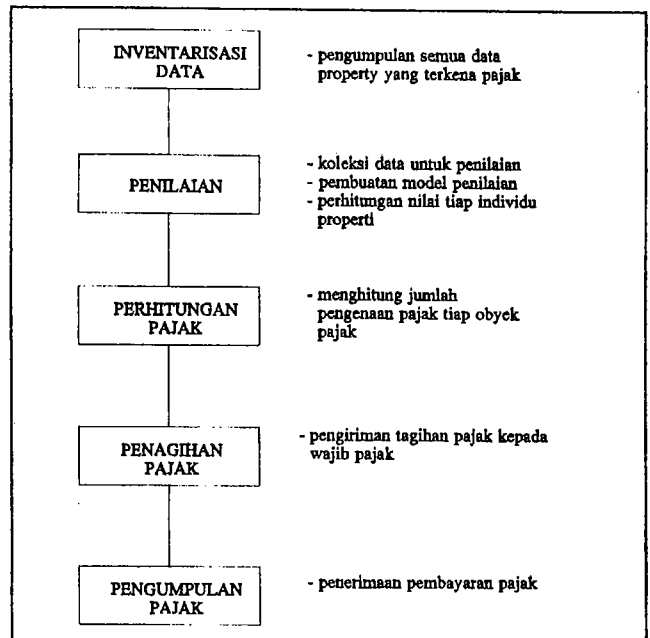 INVENTARISASI
DATA
- pengumpulan semua data
property yang terkena pajak
PENILAIAN
- koleksi data untuk penilaian
- pembuatan model penilaian
- perhitungan nilai tiap individu
properti
PERHITUNGAN
PAJAK
- menghitung jumlah
pengenaan pajak tiap obyek
pajak
PENAGIHAN
PAJAK
- pengiriman tagihan pajak kepada
wajib pajak
PENGUMPULAN
PAJAK
- penerimaan pembayaran pajak